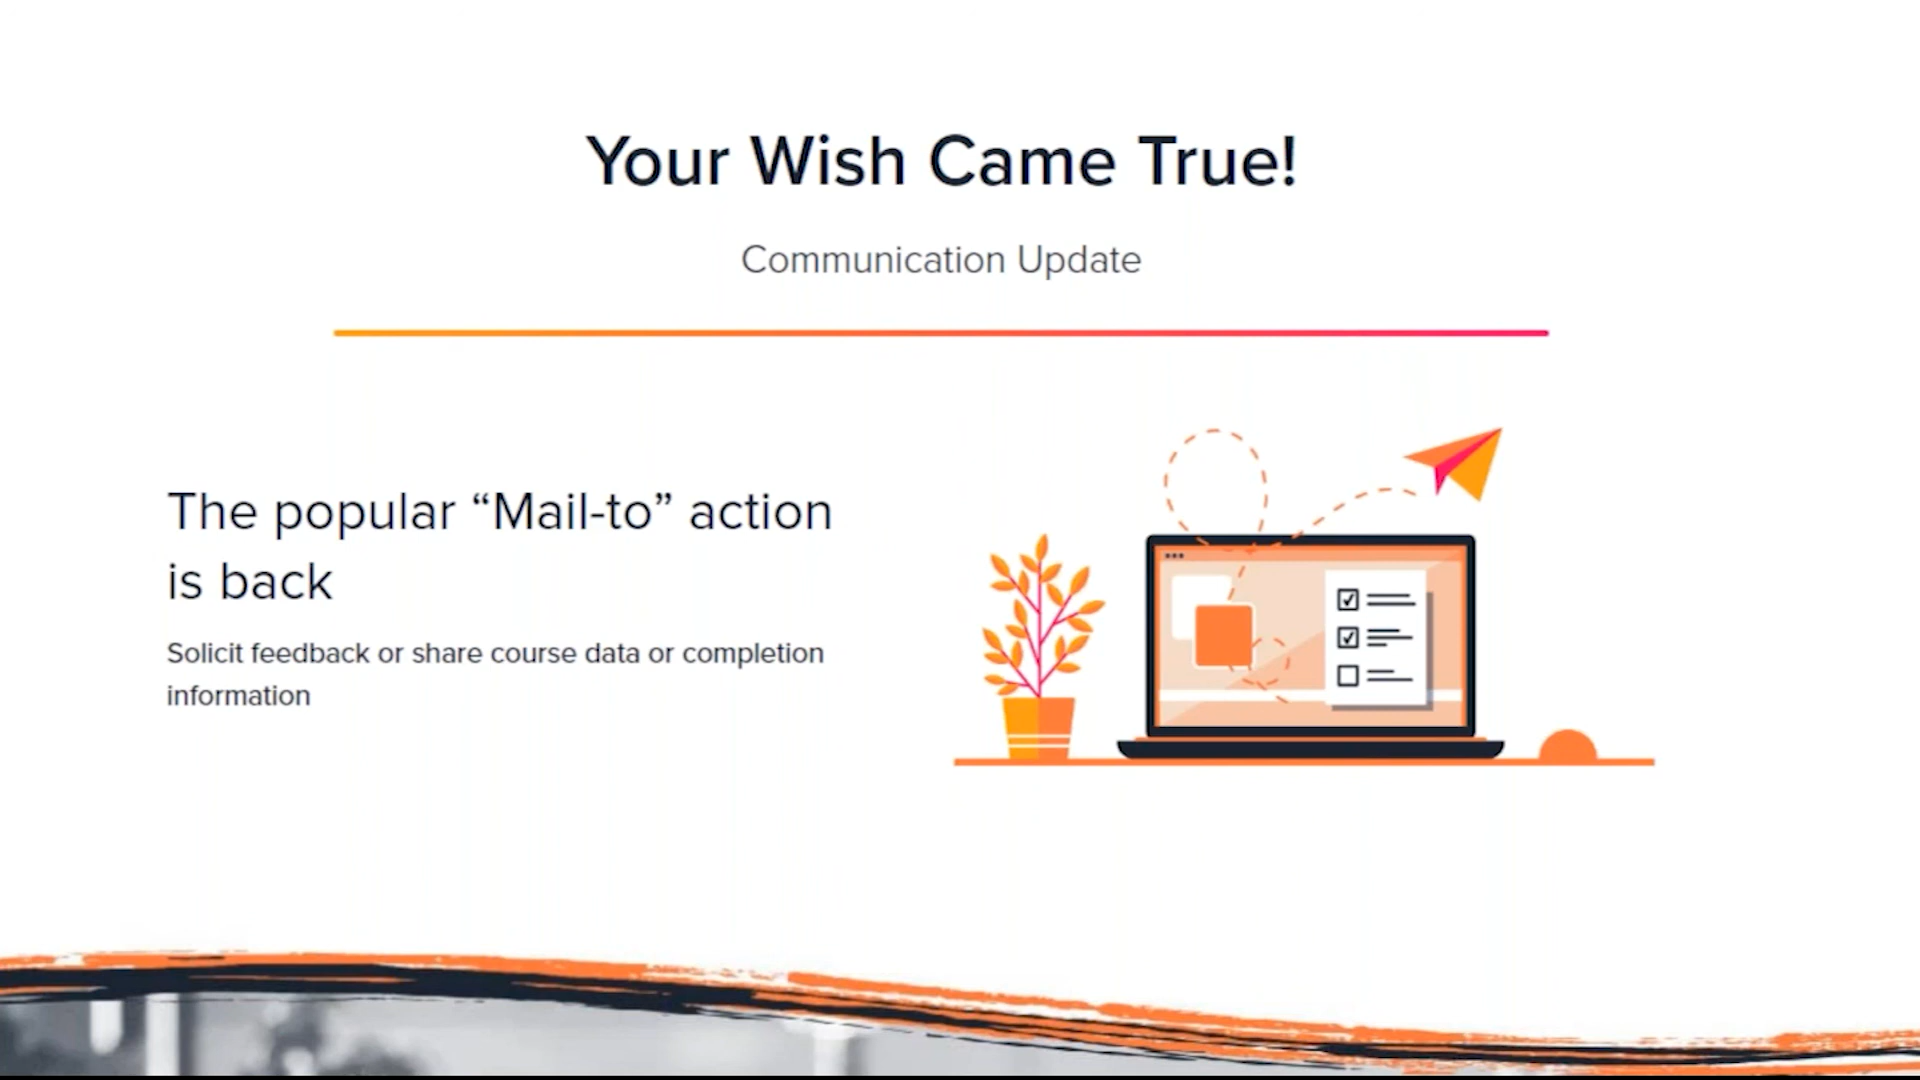 Your Wish Came True!
Communication Update
The popular “Mail-to” action
is back
Solicit feedback or share course data or completion
information